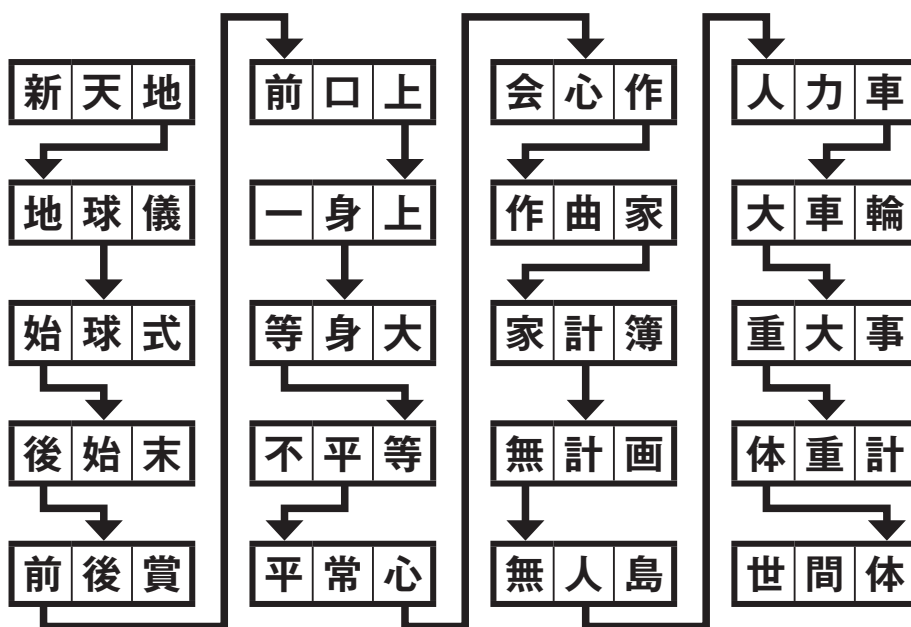 新天地
地球儀
始球式
後始末
前後賞
前口上
一身上
等身大
不平等
平常心
会心作
作曲家
家計簿
無計画
無人島
人力車
大車輪
重大事
体重計
世間体